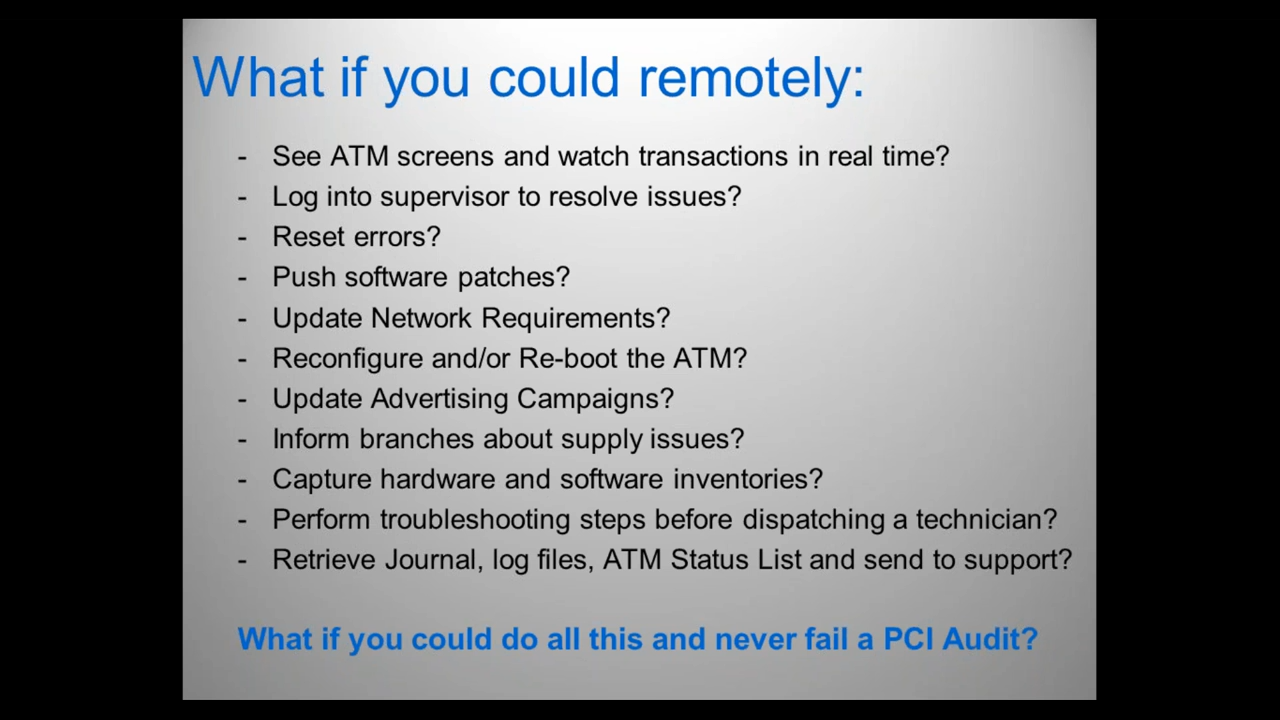 What if you could remotely:
- See ATM screens and watch transactions in real time?
- Log into supervisor to resolve issues?
- Reset errors?
- Push software patches?
- Update Network Requirements?
- Reconfigure and/or Re-boot the ATM?
- Update Advertising Campaigns?
- Inform branches about supply issues?
- Capture hardware and software inventories?
- Perform troubleshooting steps before dispatching a technician?
- Retrieve Journal, log files, ATM Status List and send to support?
What if you could do all this and never fail a PCI Audit?